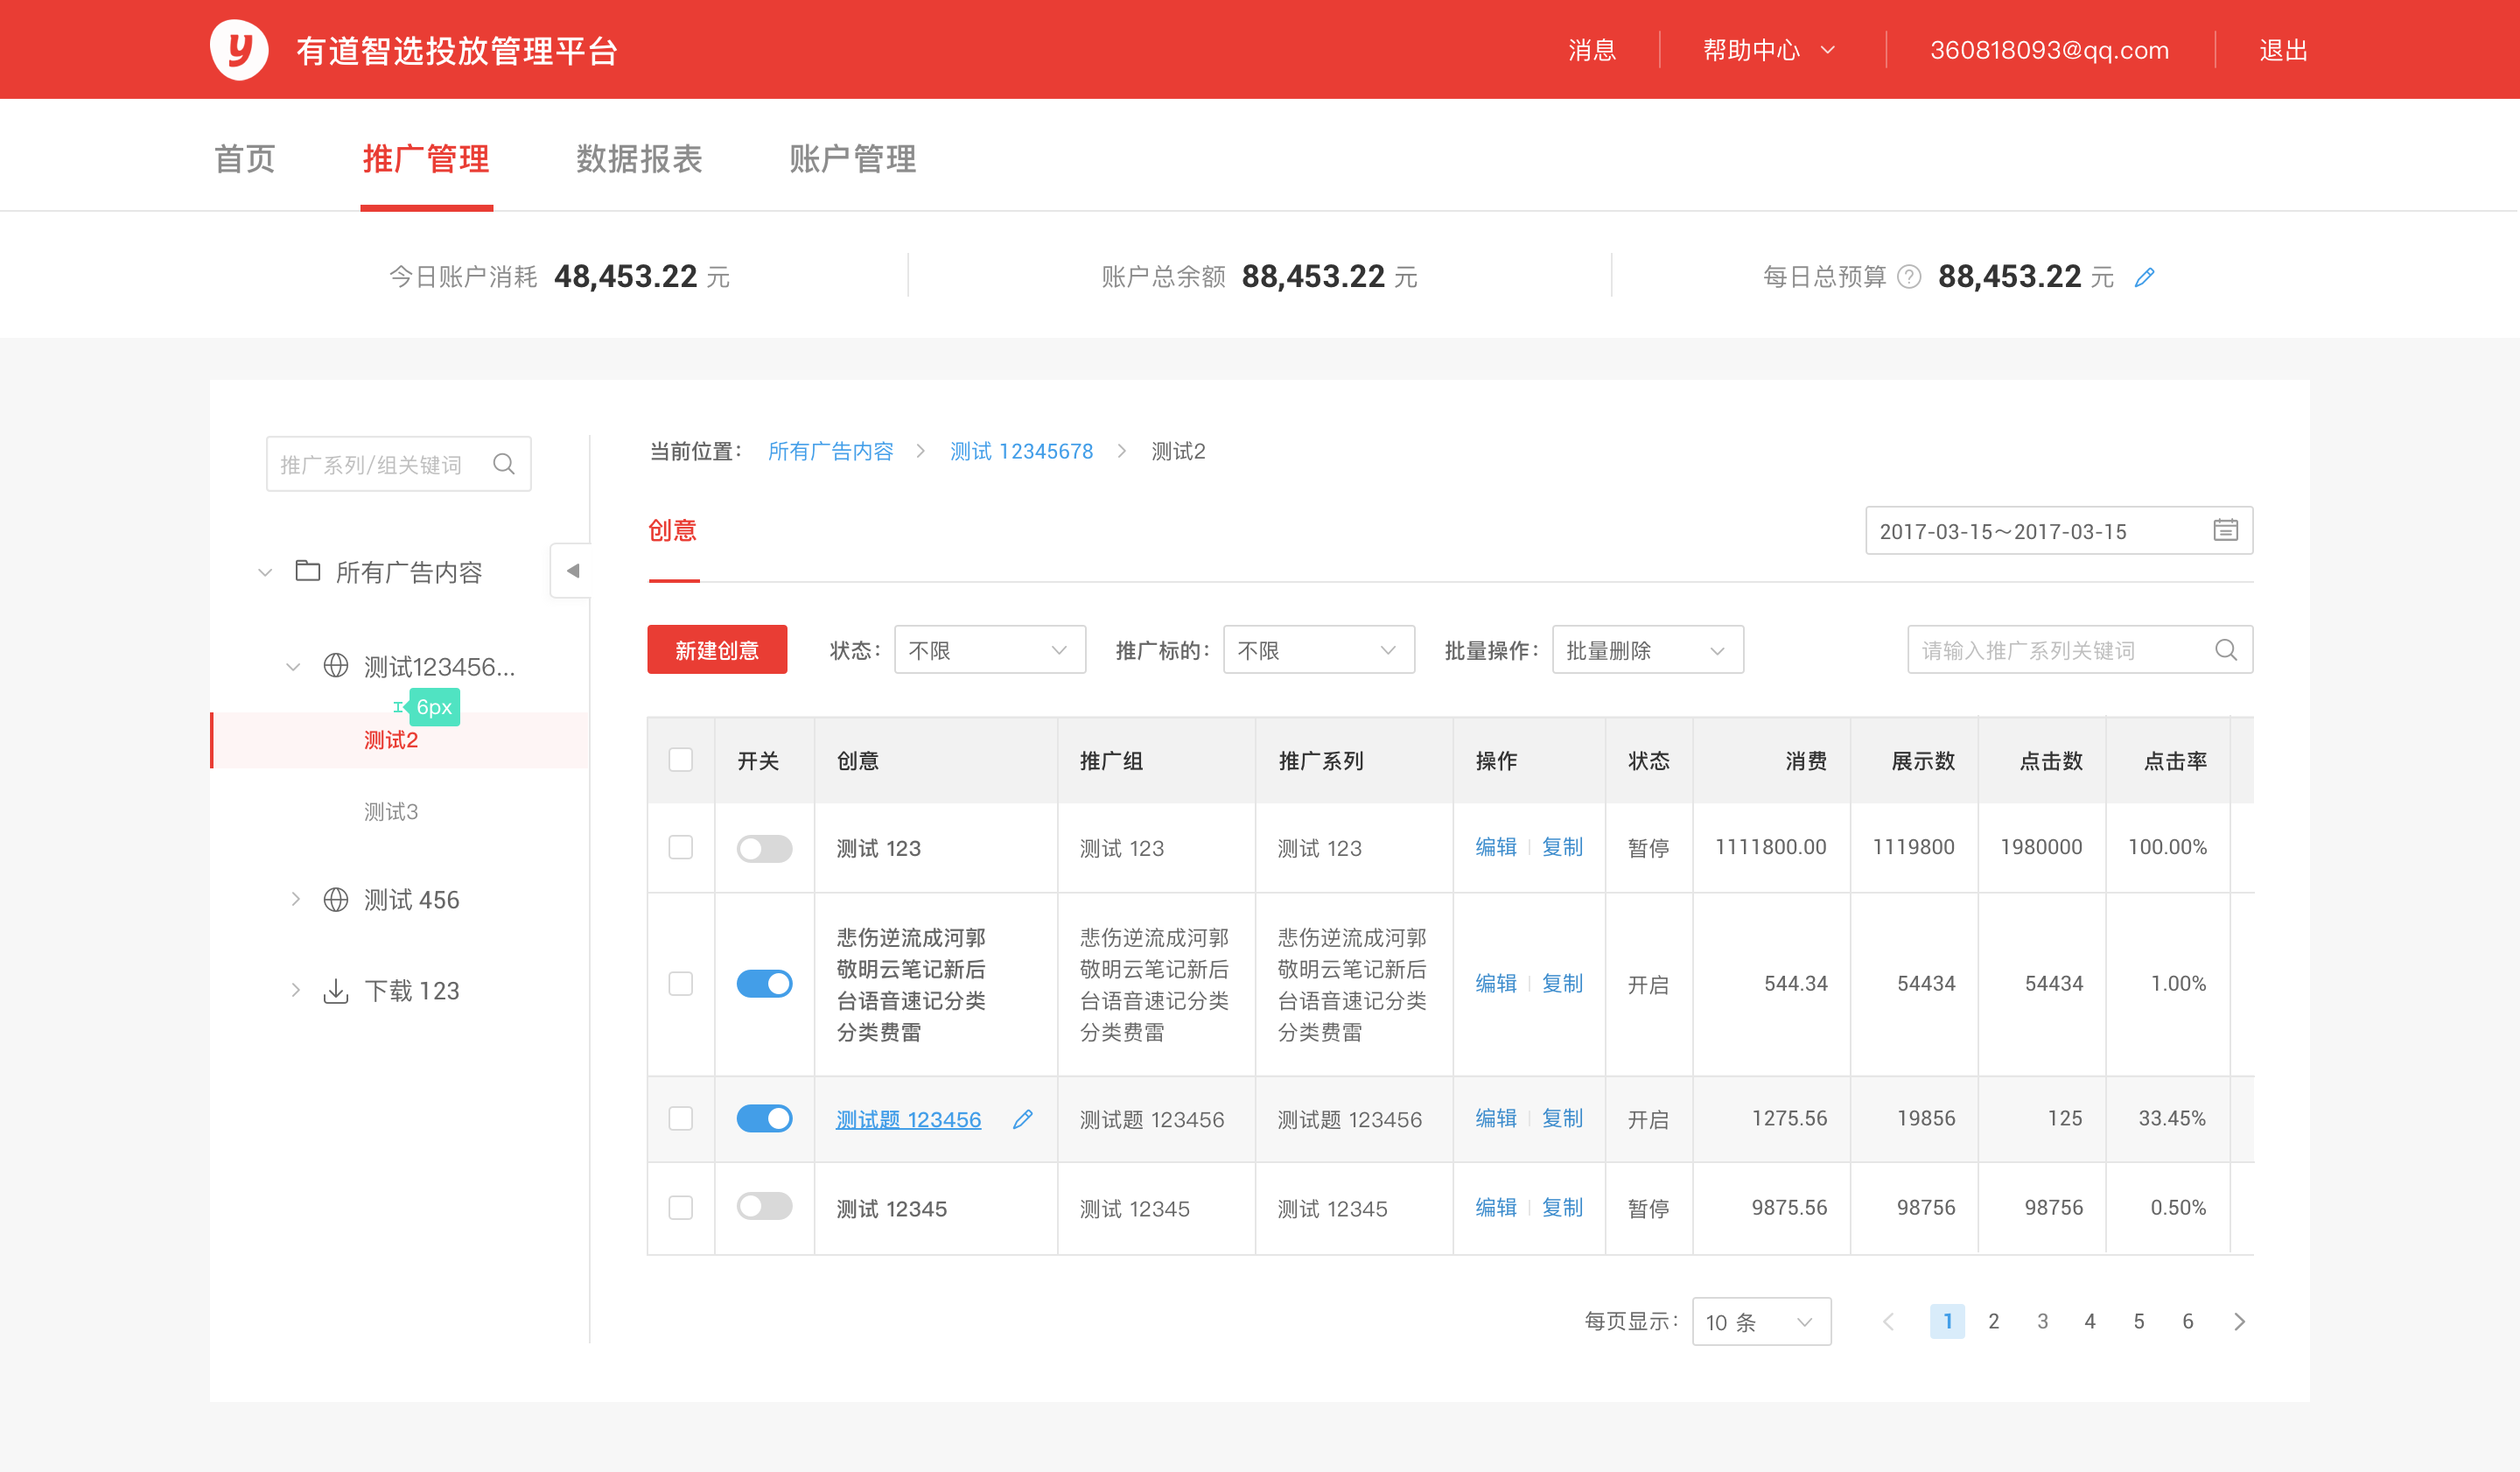 y 有道智选投放管理平台 消息 帮助中心 360818093@qq.com 退出
首页 推广管理 数据报表 账户管理
今日账户消耗 48,453.22 元 账户总余额 88,453.22 元 每日总预算 ? 88,453.22 元
推广系列/组关键词
所有广告内容
测试123456...
6px
测试2
测试3
测试 456
下载 123
当前位置： 所有广告内容 > 测试 12345678 > 测试2
创意 2017-03-15～2017-03-15
新建创意 状态： 不限 推广标的： 不限 批量操作： 批量删除 请输入推广系列关键词
开关 创意 推广组 推广系列 操作 状态 消费 展示数 点击数 点击率
测试 123 测试 123 测试 123 编辑 | 复制 暂停 1111800.00 1119800 1980000 100.00%
悲伤逆流成河郭 悲伤逆流成河郭 悲伤逆流成河郭
敬明云笔记新后 敬明云笔记新后 敬明云笔记新后
编辑 | 复制 开启 544.34 54434 54434 1.00%
台语音速记分类 台语音速记分类 台语音速记分类
分类费雷 分类费雷 分类费雷
测试题 123456 测试题 123456 测试题 123456 编辑 | 复制 开启 1275.56 19856 125 33.45%
测试 12345 测试 12345 测试 12345 编辑 | 复制 暂停 9875.56 98756 98756 0.50%
每页显示： 10 条 < 1 2 3 4 5 6 >